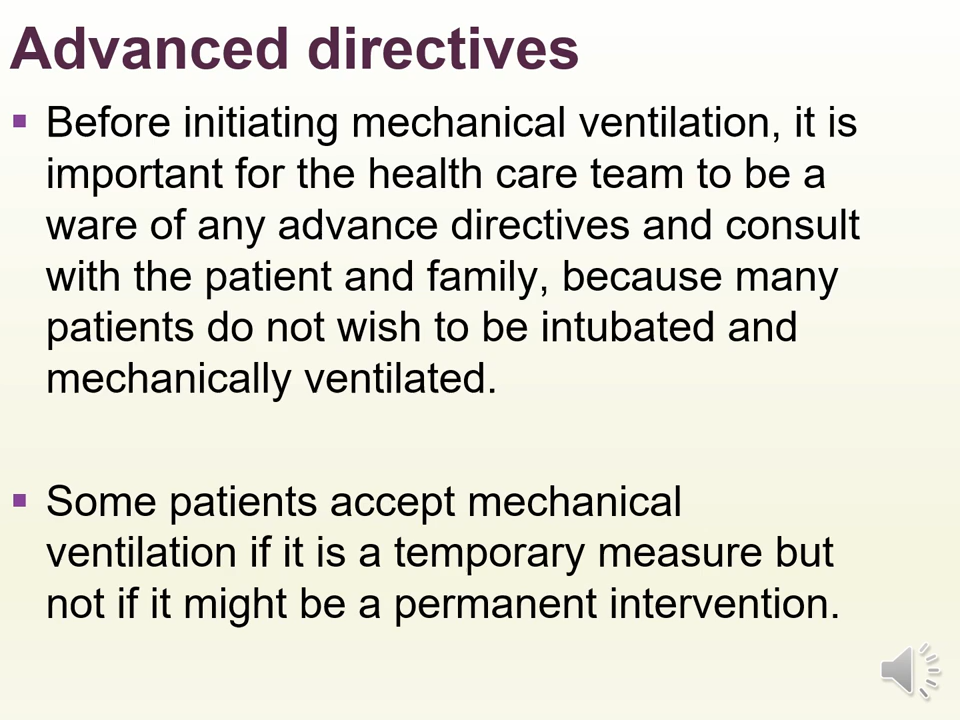 Advanced directives
▪ Before initiating mechanical ventilation, it is
important for the health care team to be a
ware of any advance directives and consult
with the patient and family, because many
patients do not wish to be intubated and
mechanically ventilated.
▪ Some patients accept mechanical
ventilation if it is a temporary measure but
not if it might be a permanent intervention.